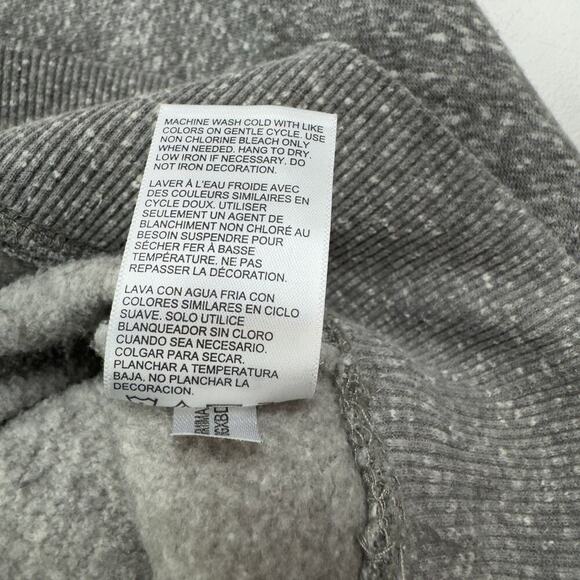 MACHINE WASH COLD WITH LIKE
COLORS ON GENTLE CYCLE. USE
NON CHLORINE BLEACH ONLY
WHEN NEEDED. HANG TO DRY.
LOW IRON IF NECESSARY. DO
NOT IRON DECORATION.
LAVER À L'EAU FROIDE AVEC
DES COULEURS SIMILAIRES EN
CYCLE DOUX. UTILISER
SEULEMENT UN AGENT DE
BLANCHIMENT NON CHLORÉ AU
BESOIN SUSPENDRE POUR
SÉCHER FER À BASSE
TEMPÉRATURE. NE PAS
REPASSER LA DÉCORATION.
LAVA CON AGUA FRIA CON
COLORES SIMILARES EN CICLO
SUAVE. SOLO UTILICE
BLANQUEADOR SIN CLORO
CUANDO SEA NECESARIO.
COLGAR PARA SECAR.
PLANCHAR A TEMPERATURA
BAJA. NO PLANCHAR LA
DECORACION.